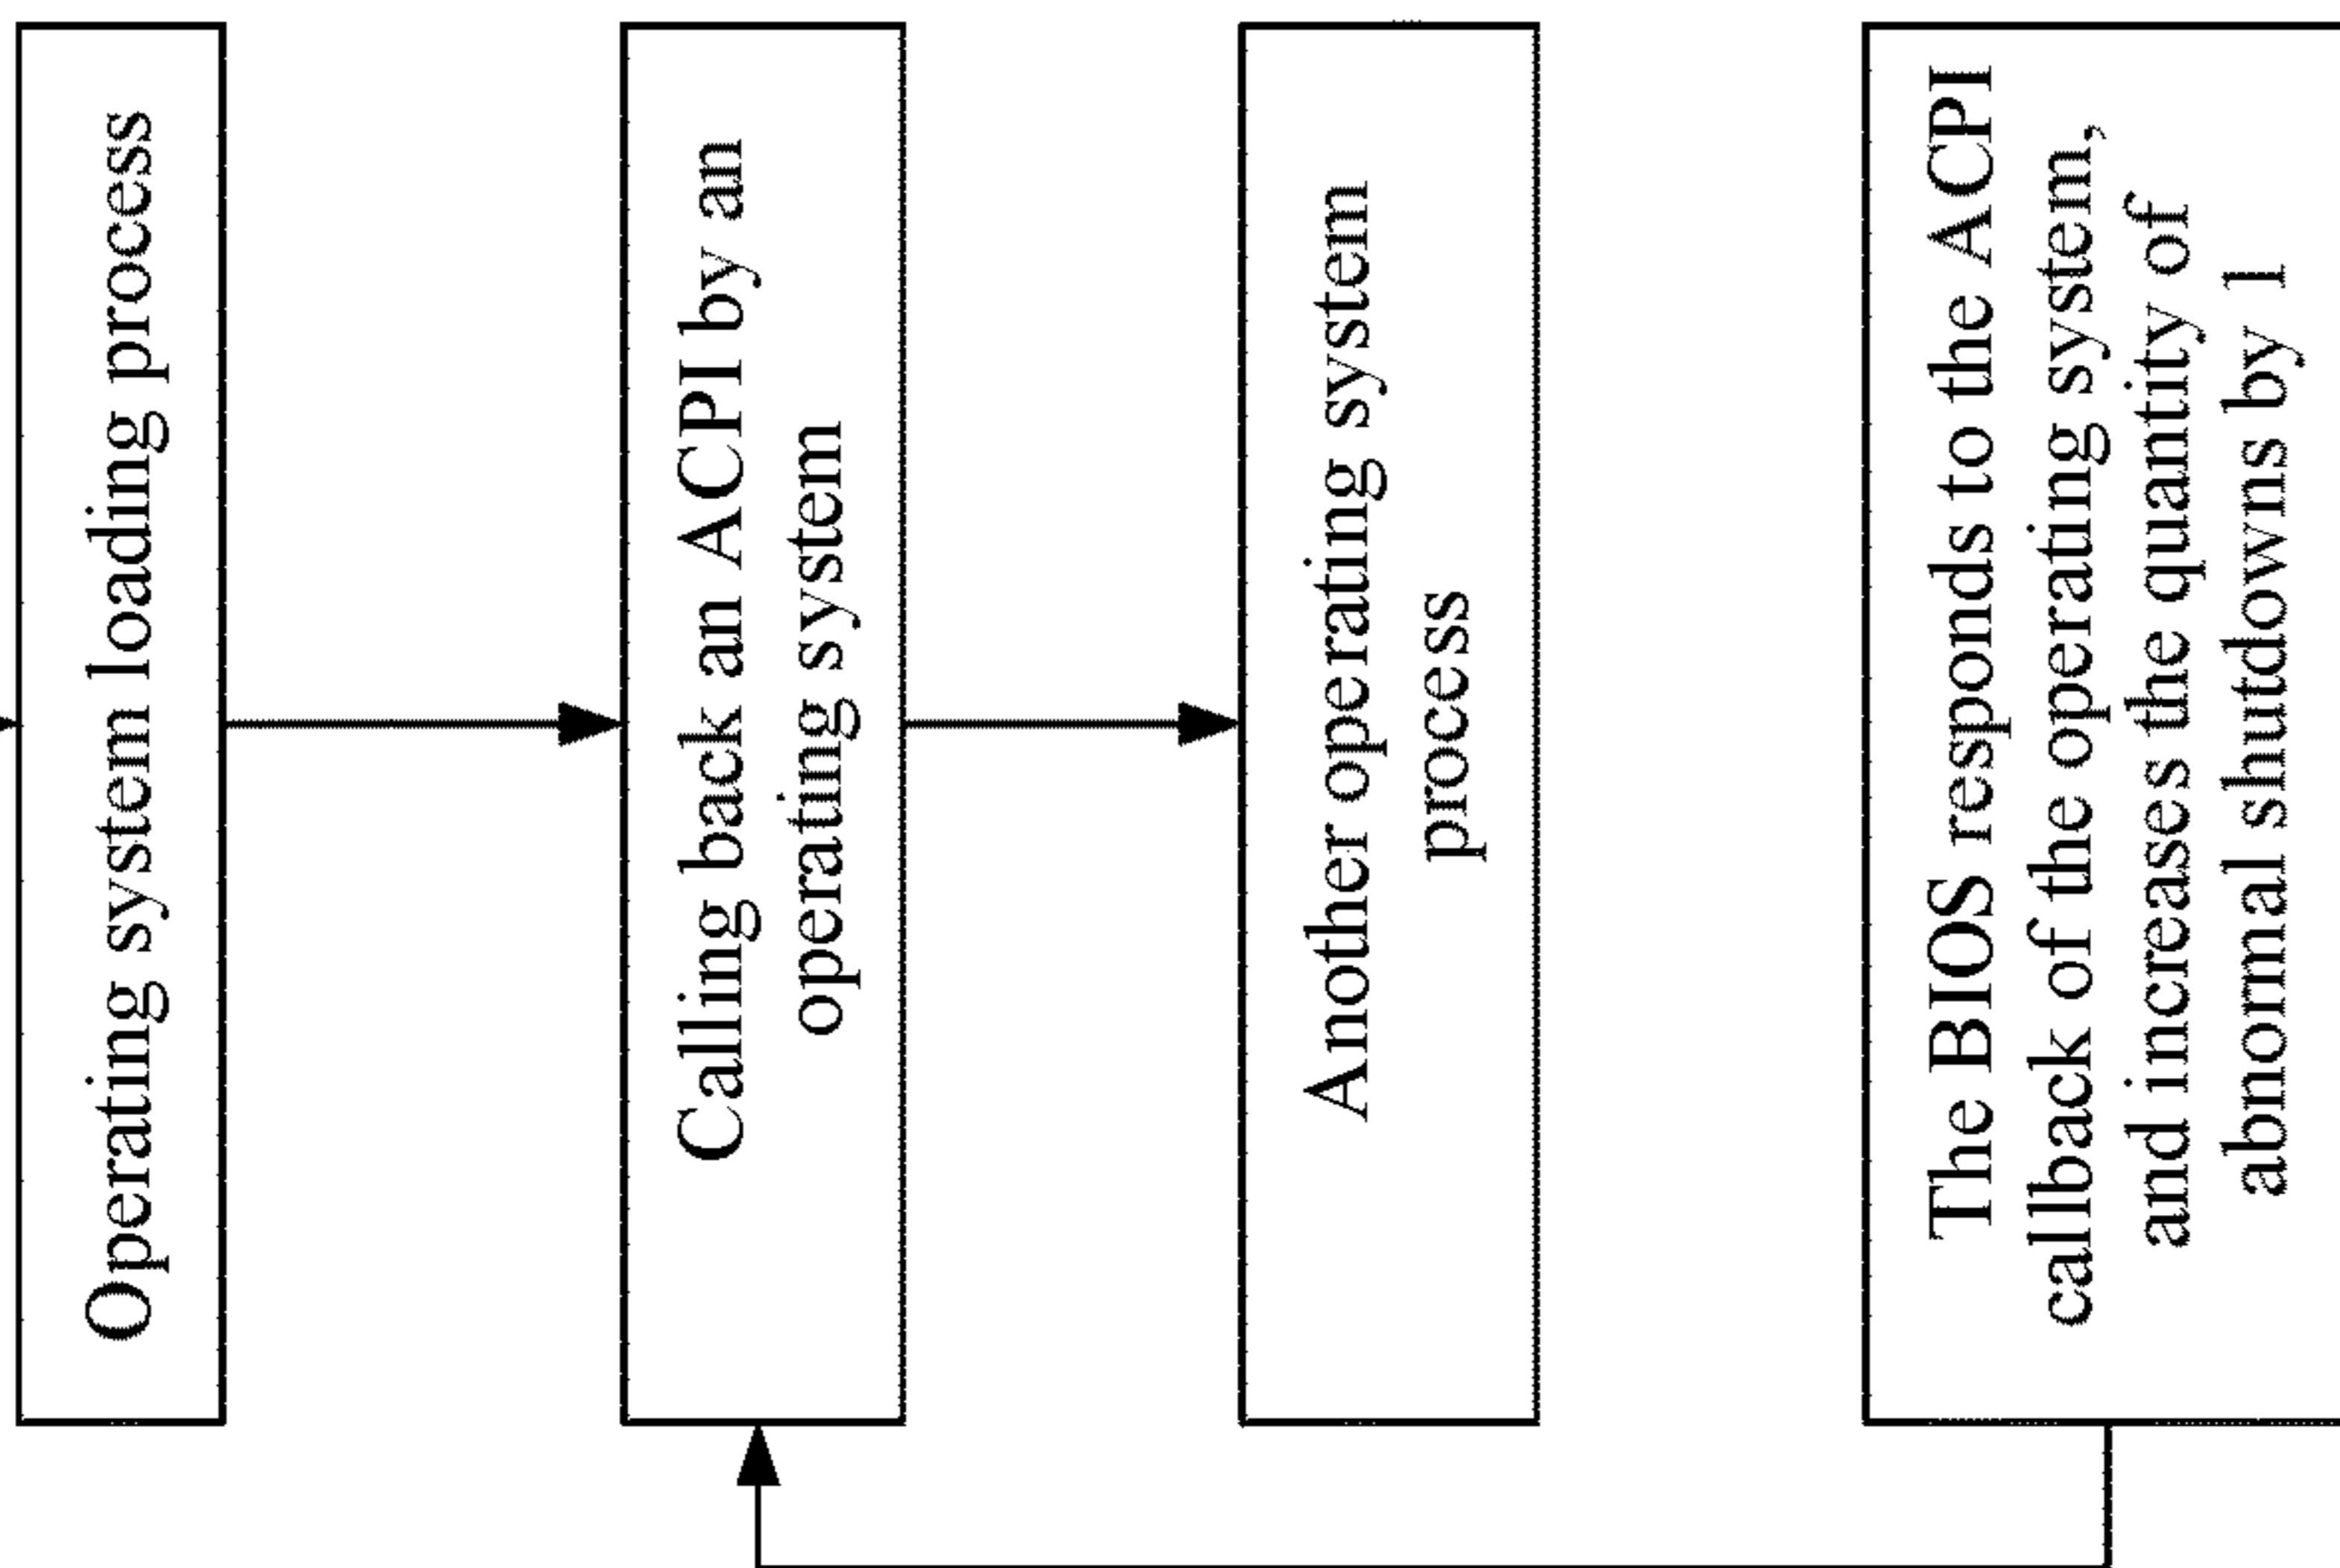 Operating system loading process
Calling back an ACPI by an
operating system
Another operating system
process
The BIOS responds to the ACPI
callback of the operating system,
and increases the quantity of
abnomal shutdowns by 1